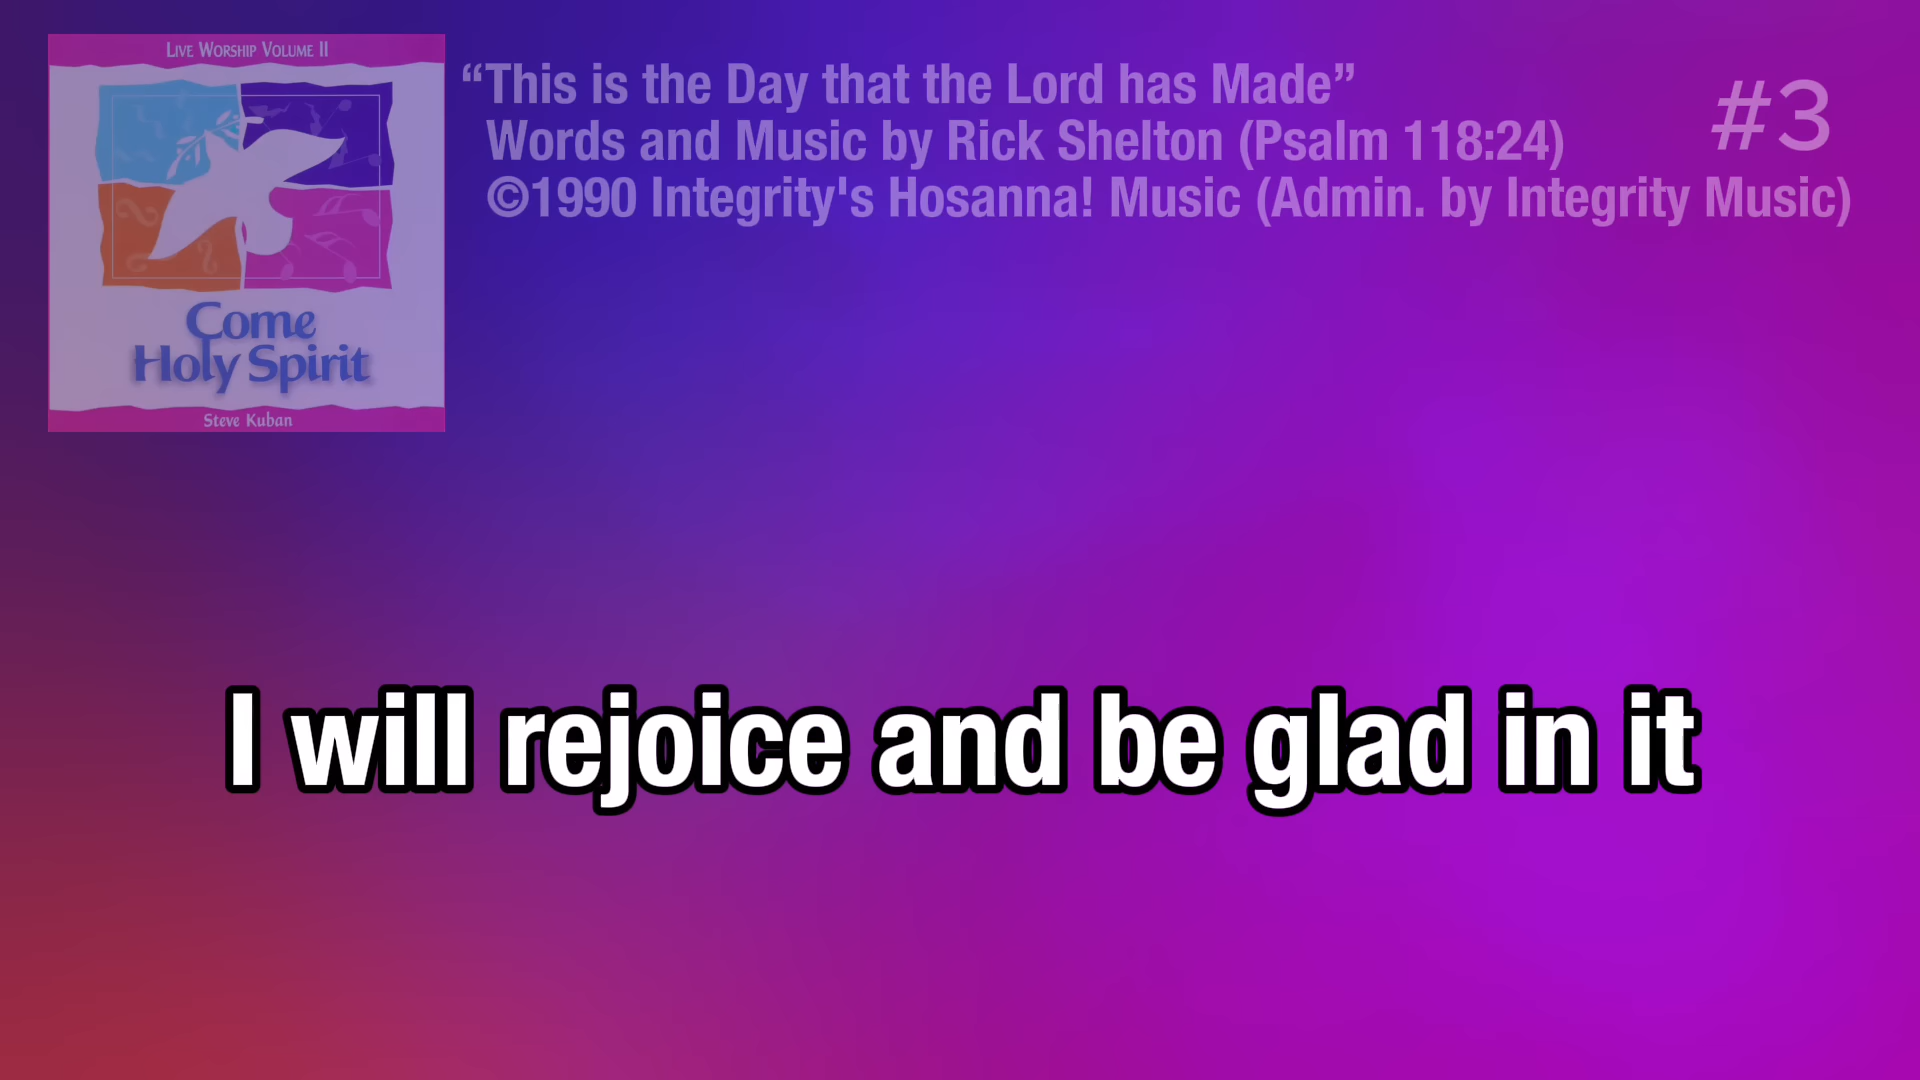 LIVE WORSHIP VOLUME II
Come
Holy Spirit
Steve Kuban
“This is the Day that the Lord has Made”
Words and Music by Rick Shelton (Psalm 118:24)
©1990 Integrity's Hosanna! Music (Admin. by Integrity Music)
#3
I will rejoice and be glad in it